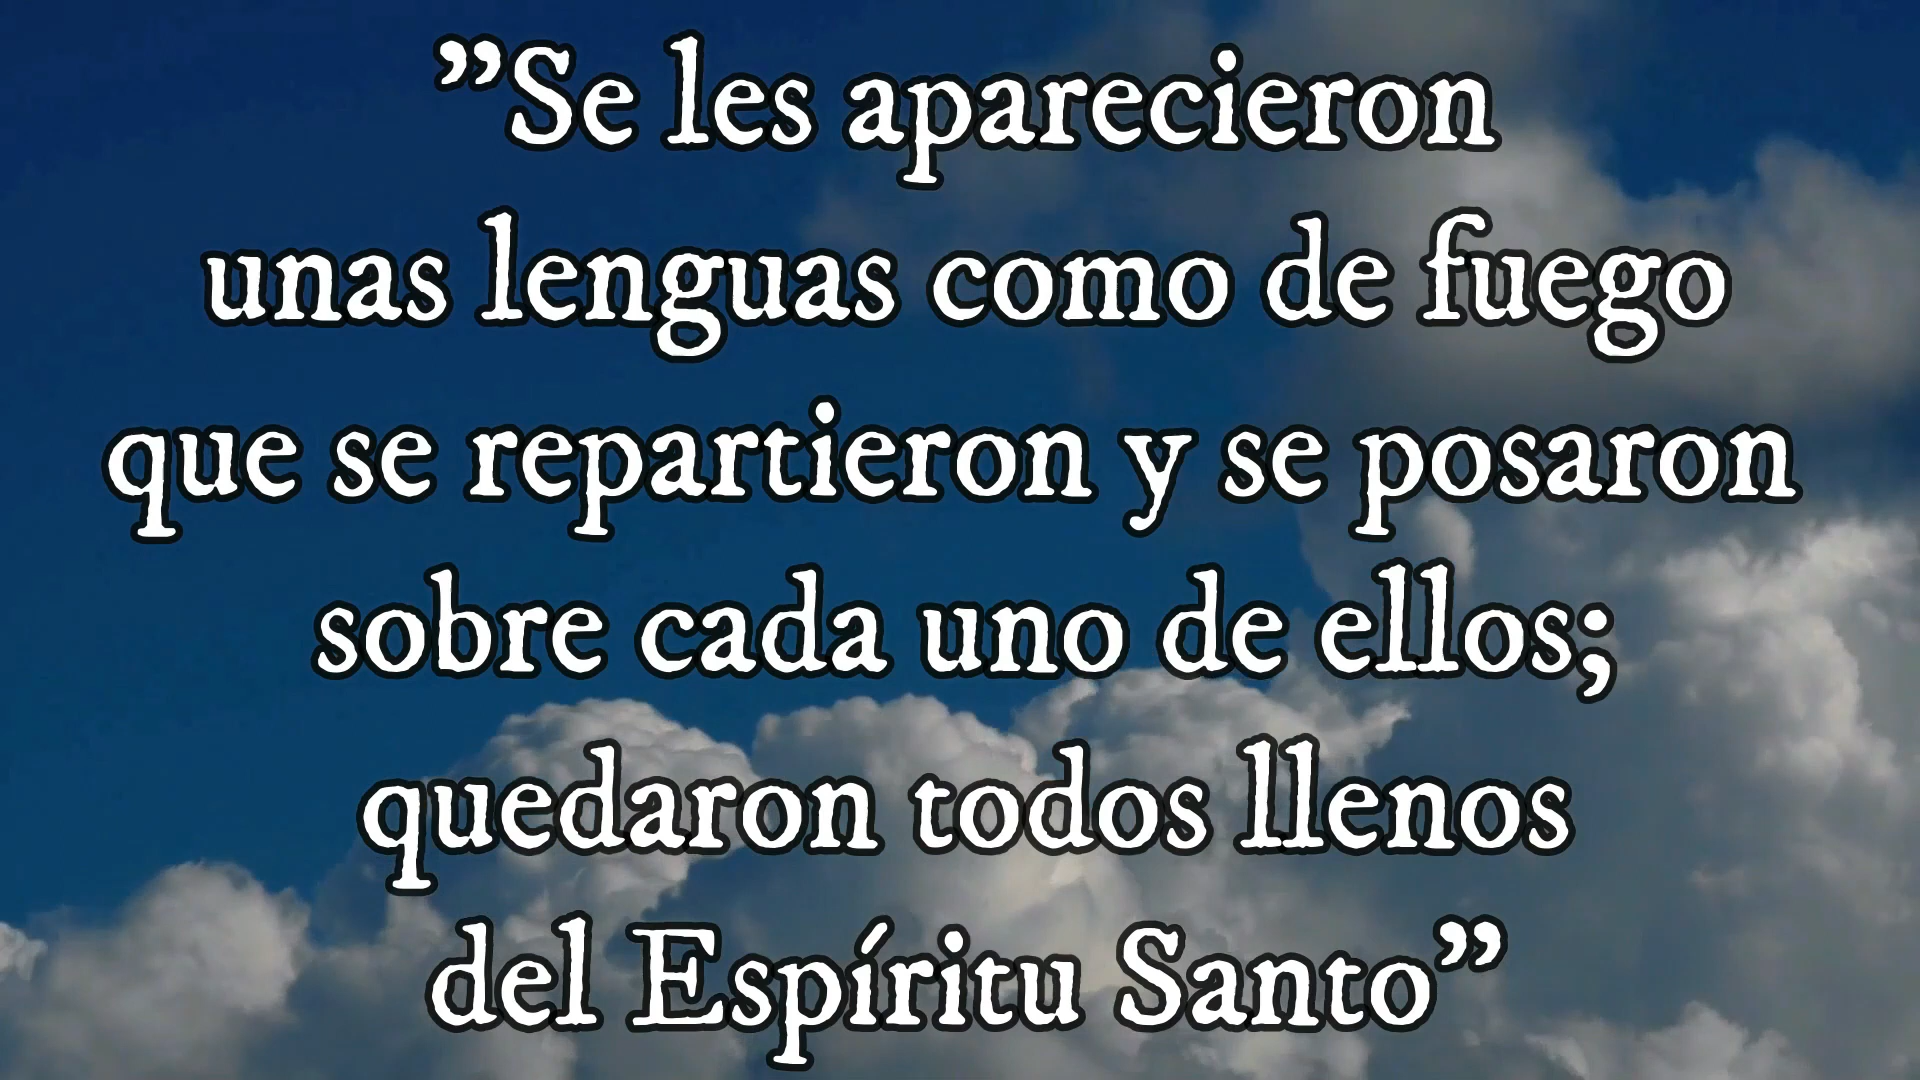 ”Se les aparecieron
unas lenguas como de fuego
que se repartieron y se posaron
sobre cada uno de ellos;
quedaron todos llenos
del Espíritu Santo”